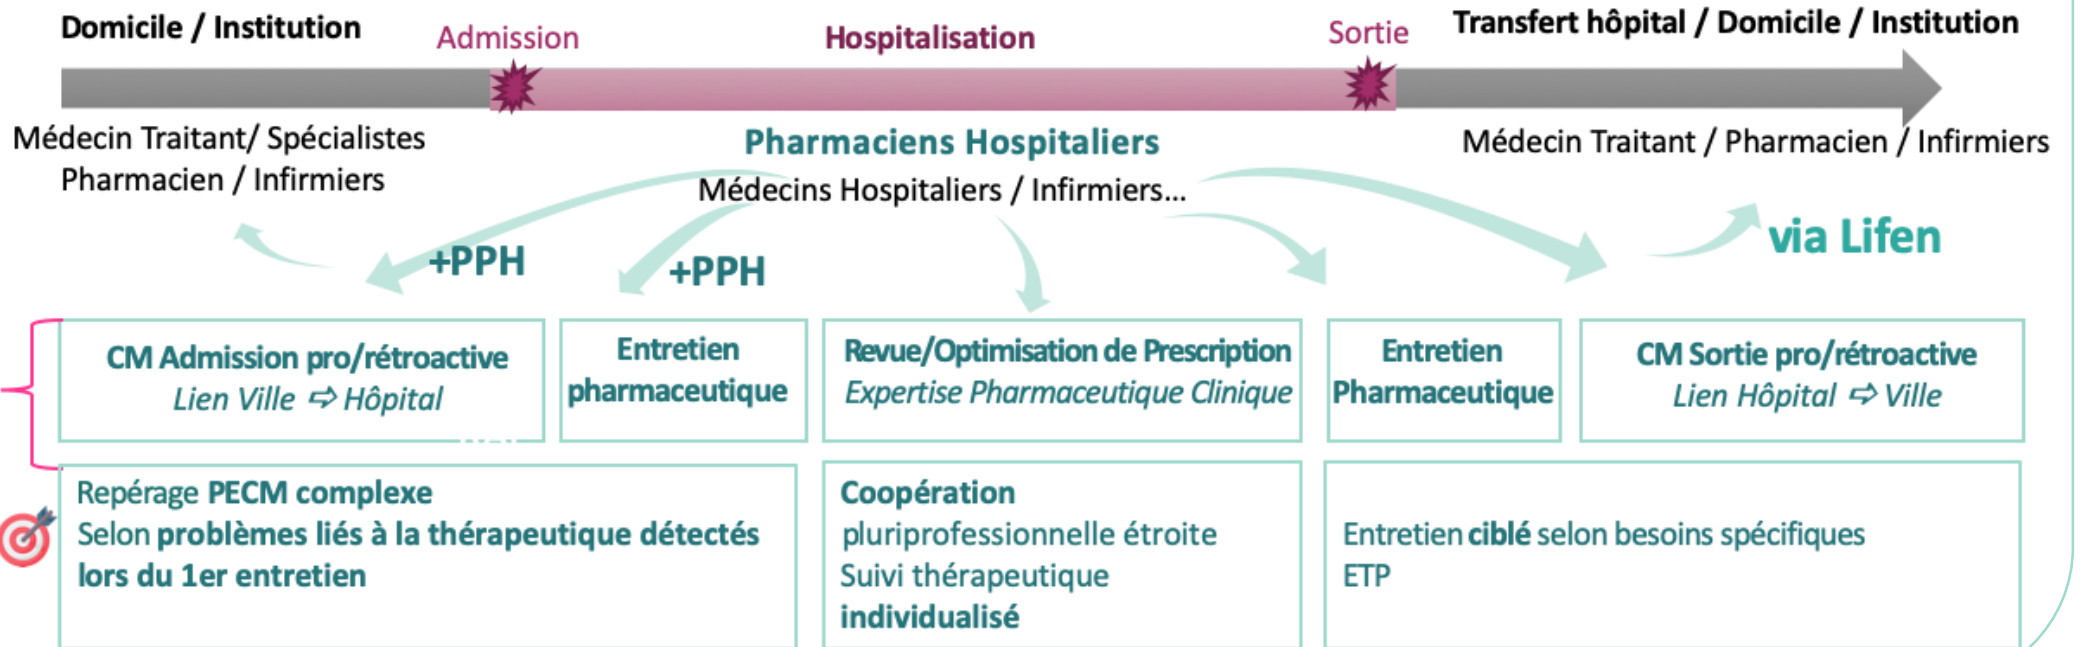 Domicile / Institution
Admission
Hospitalisation
Sortie
Transfert hôpital / Domicile / Institution
Médecin Traitant/ Spécialistes
Pharmacien / Infirmiers
Pharmaciens Hospitaliers
Médecins Hospitaliers / Infirmiers...
Médecin Traitant / Pharmacien / Infirmiers
+PPH
+PPH
via Lifen
CM Admission pro/rétroactive
Lien Ville ⇨ Hôpital
Entretien
pharmaceutique
Revue/Optimisation de Prescription
Expertise Pharmaceutique Clinique
Entretien
Pharmaceutique
CM Sortie pro/rétroactive
Lien Hôpital ⇨ Ville
Repérage PECM complexe
Selon problèmes liés à la thérapeutique détectés
lors du 1er entretien
Coopération
pluriprofessionnelle étroite
Suivi thérapeutique
individualisé
Entretien ciblé selon besoins spécifiques
ETP